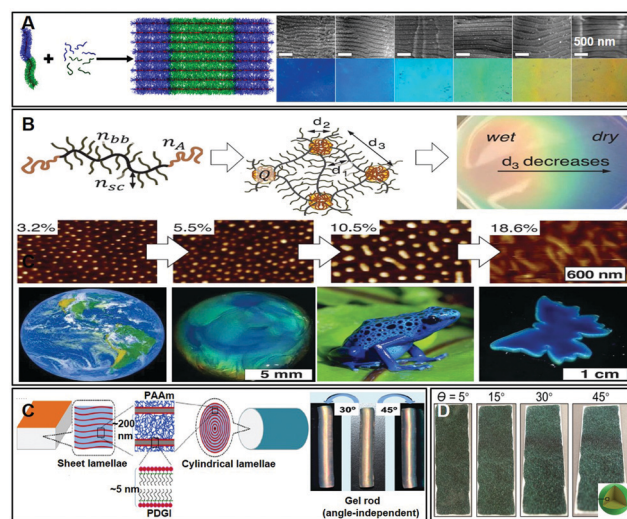 A
+
500 nm
B
n_bb
n_A
n_sc
Q
d_2
d_3
d_1
wet
dry
d_3 decreases
3.2%
5.5%
10.5%
18.6%
C
600 nm
5 mm
1 cm
C
PAAm
~200
nm
Sheet lamellae
Cylindrical lamellae
~5 nm
PDGI
30°
45°
Gel rod
(angle-independent)
D
Θ = 5°
15°
30°
45°